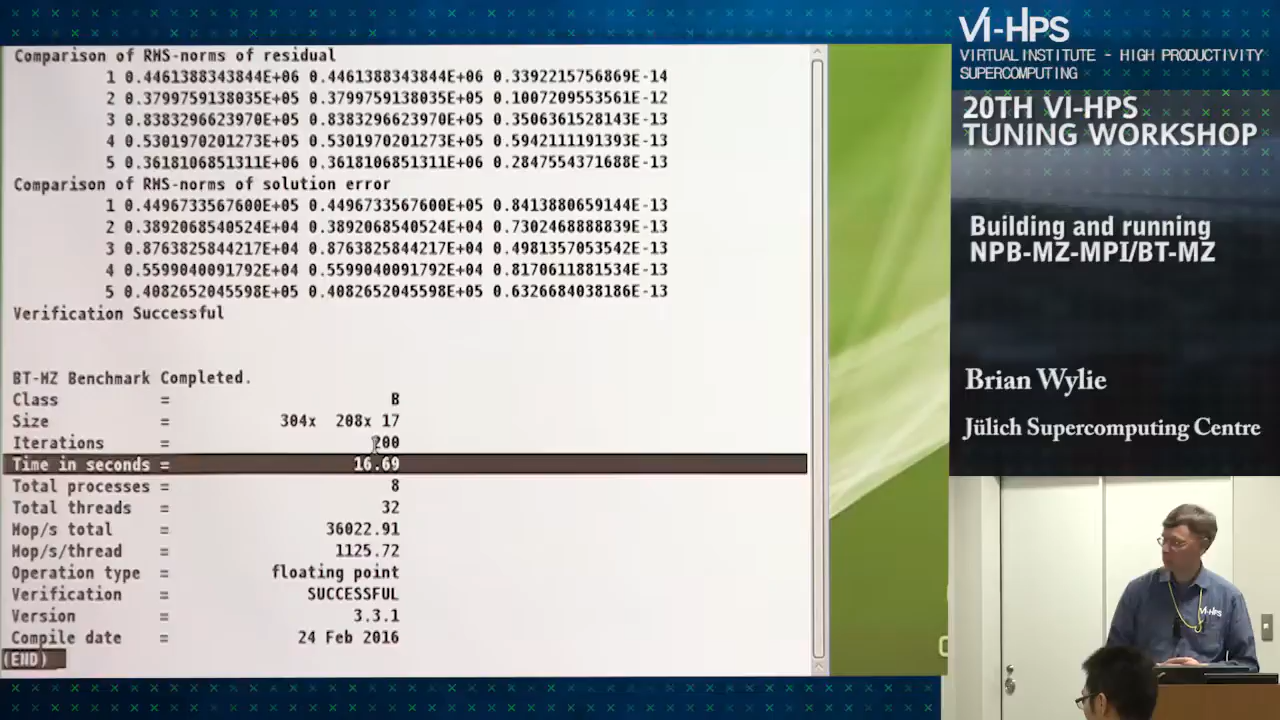 Comparison of RMS-norms of residual
1 0.4461388343844E+06 0.4461388343844E+06 0.3392215756869E-14
2 0.3799759138035E+05 0.3799759138035E+05 0.1007209553561E-12
3 0.8383296623970E+05 0.8383296623970E+05 0.3506361528143E-13
4 0.5301970201273E+05 0.5301970201273E+05 0.5942111191393E-13
5 0.3618106851311E+06 0.3618106851311E+06 0.2847554371688E-13
Comparison of RMS-norms of solution error
1 0.4496733567600E+05 0.4496733567600E+05 0.8413880659144E-13
2 0.3892068540524E+04 0.3892068540524E+04 0.7302468888839E-13
3 0.8763825844217E+04 0.8763825844217E+04 0.4981357053542E-13
4 0.5599040091792E+04 0.5599040091792E+04 0.8170611881534E-13
5 0.4082652045598E+05 0.4082652045598E+05 0.6326684038186E-13
Verification Successful
BT-MZ Benchmark Completed.
Class = B
Size = 304x 208x 17
Iterations = 200
Time in seconds = 16.69
Total processes = 8
Total threads = 32
Mop/s total = 36022.91
Mop/s/thread = 1125.72
Operation type = floating point
Verification = SUCCESSFUL
Version = 3.3.1
Compile date = 24 Feb 2016
(END)
VI-HPS
VIRTUAL INSTITUTE - HIGH PRODUCTIVITY
SUPERCOMPUTING
20TH VI-HPS
TUNING WORKSHOP
Building and running
NPB-MZ-MPI/BT-MZ
Brian Wylie
Jülich Supercomputing Centre
VI-HPS